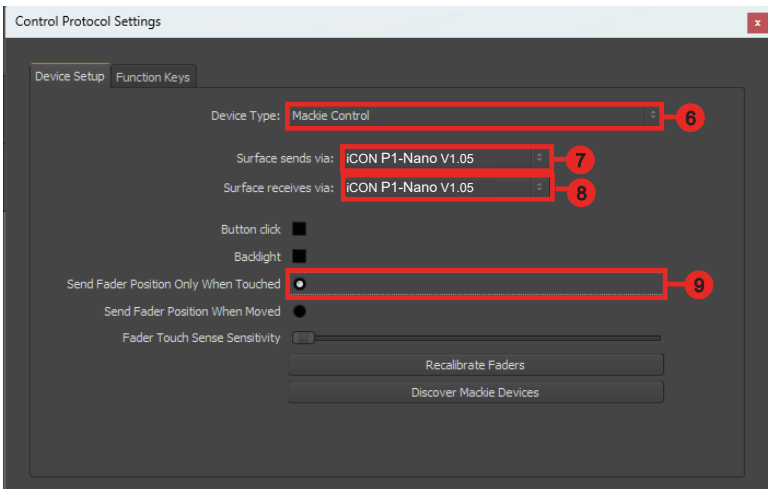 Control Protocol Settings
x
Device Setup Function Keys
Device Type: Mackie Control 6
Surface sends via: iCON P1-Nano V1.05 7
Surface receives via: iCON P1-Nano V1.05 8
Button click
Backlight
Send Fader Position Only When Touched 9
Send Fader Position When Moved
Fader Touch Sense Sensitivity
Recalibrate Faders
Discover Mackie Devices